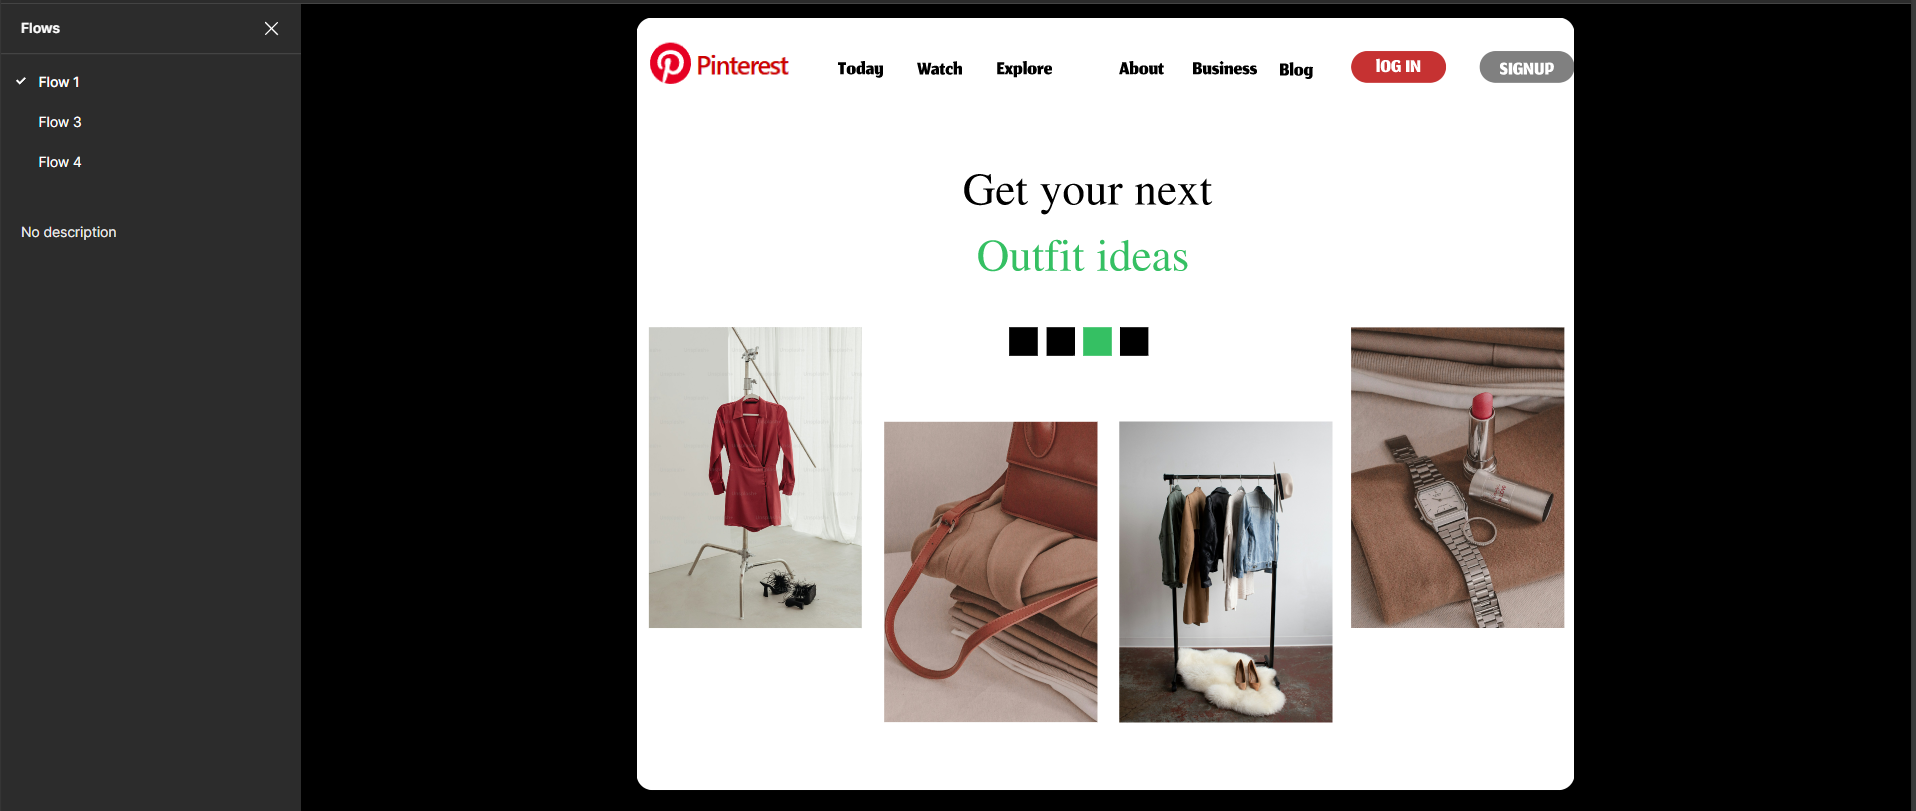 Flows
Flow 1
Flow 3
Flow 4
No description
Pinterest
Today Watch Explore About Business Blog lOG IN SIGNUP
Get your next
Outfit ideas